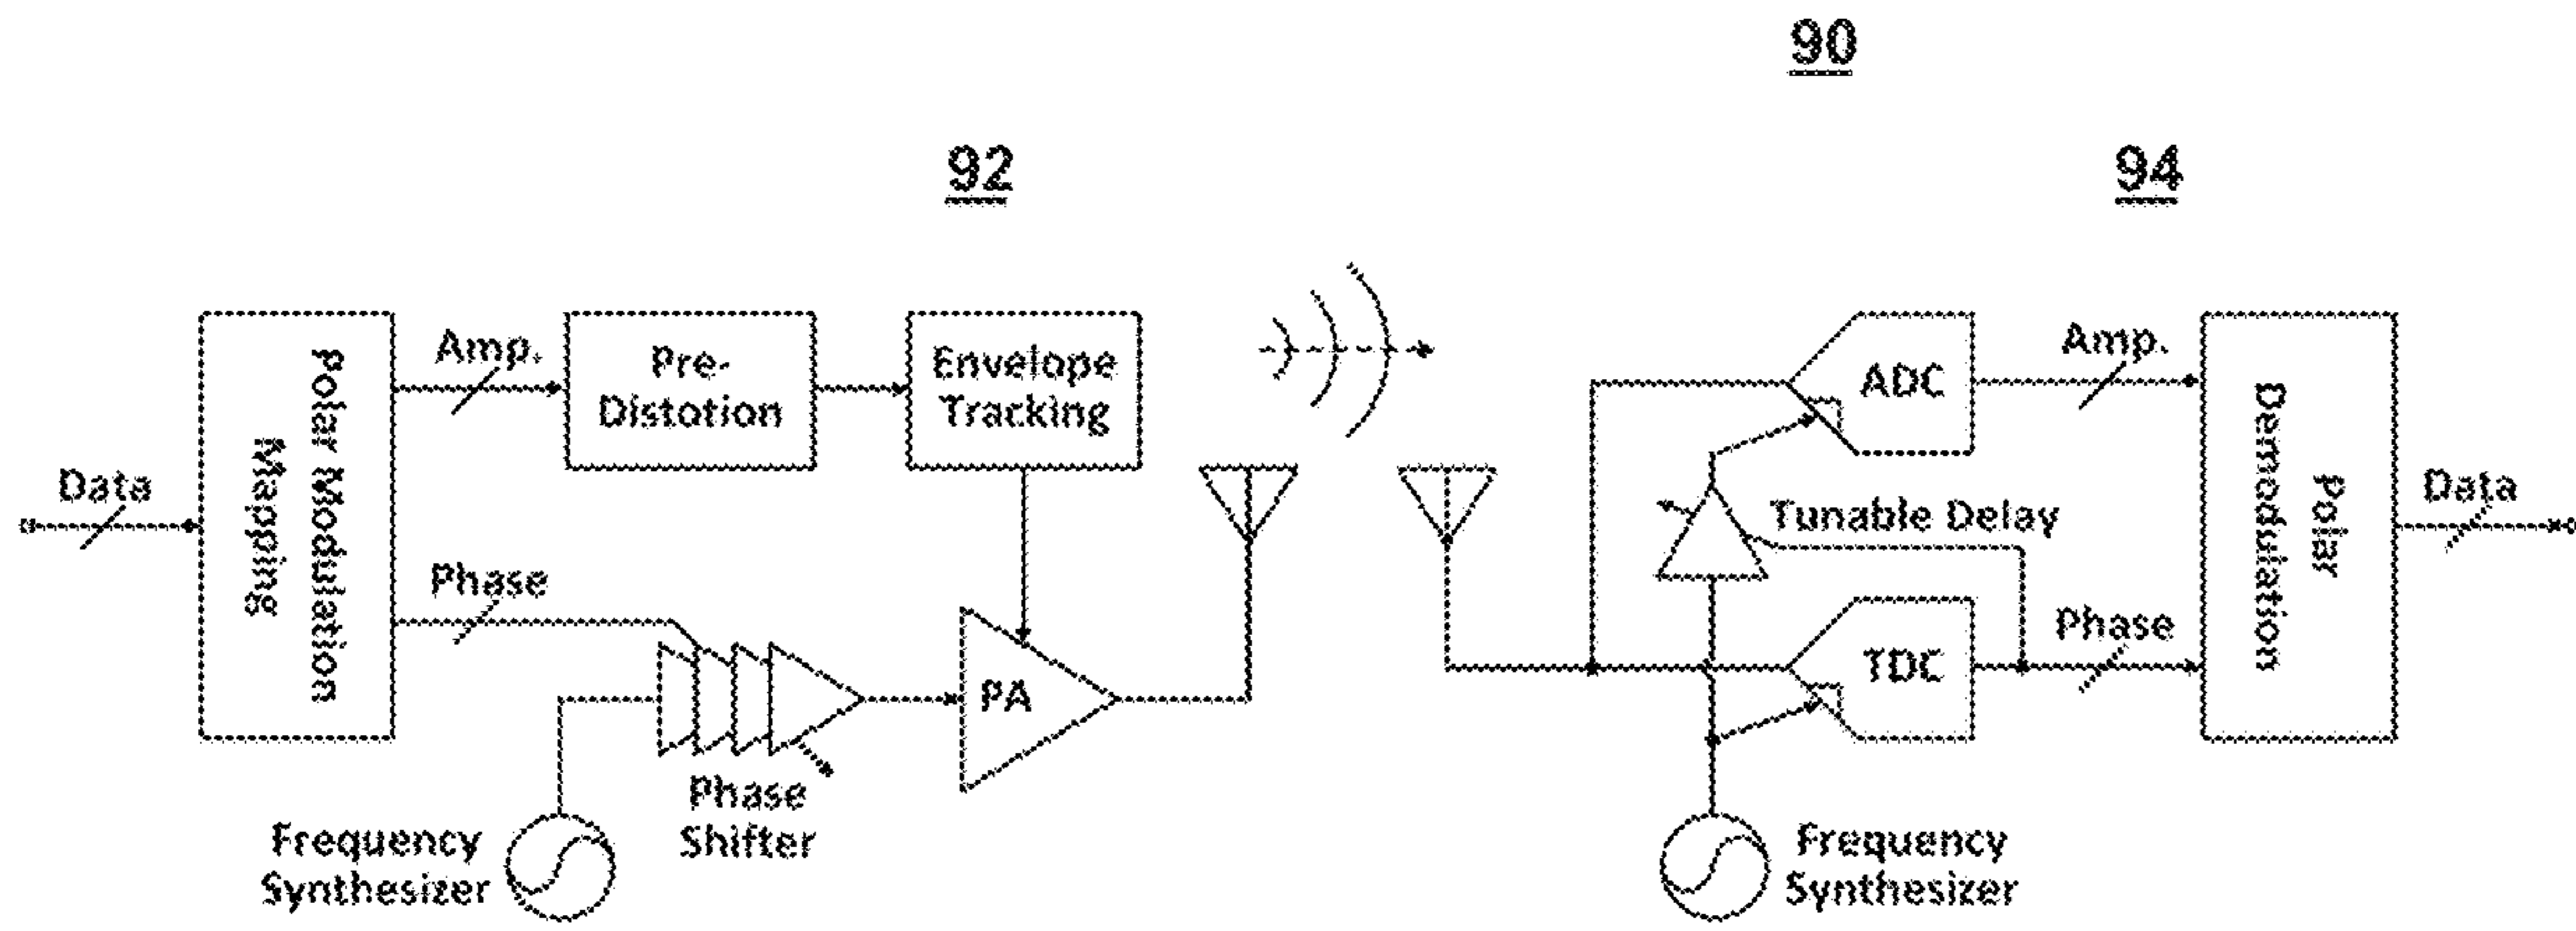 90
92
94
Data
Polar Modulation
Mapping
Amp.
Pre-
Distotion
Envelope
Tracking
Phase
Phase
Shifter
PA
Frequency
Synthesizer
ADC
Amp.
Tunable Delay
TDC
Phase
Polar
Demodulation
Data
Frequency
Synthesizer